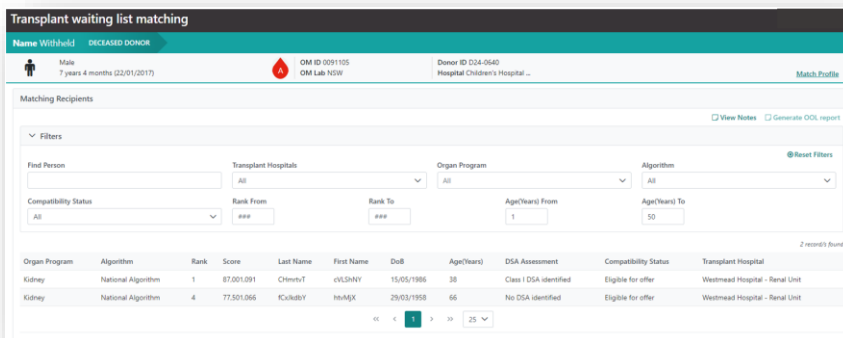 Transplant waiting list matching
Name Withheld DECEASED DONOR
Male
7 years 4 months (22/01/2017)
A
OM ID 0091105
OM Lab NSW
Donor ID D24-0640
Hospital Children's Hospital ...
Match Profile
Matching Recipients
View Notes Generate OOL report
Filters
Reset Filters
Find Person Transplant Hospitals Organ Program Algorithm
All All All
Compatibility Status Rank From Rank To Age(Years) From Age(Years) To
All ### ### 1 50
2 record/s found
Organ Program Algorithm Rank Score Last Name First Name DoB Age(Years) DSA Assessment Compatibility Status Transplant Hospital
Kidney National Algorithm 1 87.001.091 CHmrtvT cVLShNY 15/05/1986 38 Class I DSA identified Eligible for offer Westmead Hospital - Renal Unit
Kidney National Algorithm 4 77.501.066 htvMJX 29/03/1958 66 No DSA identified Eligible for offer Westmead Hospital - Renal Unit
<< < 1 > >> 25